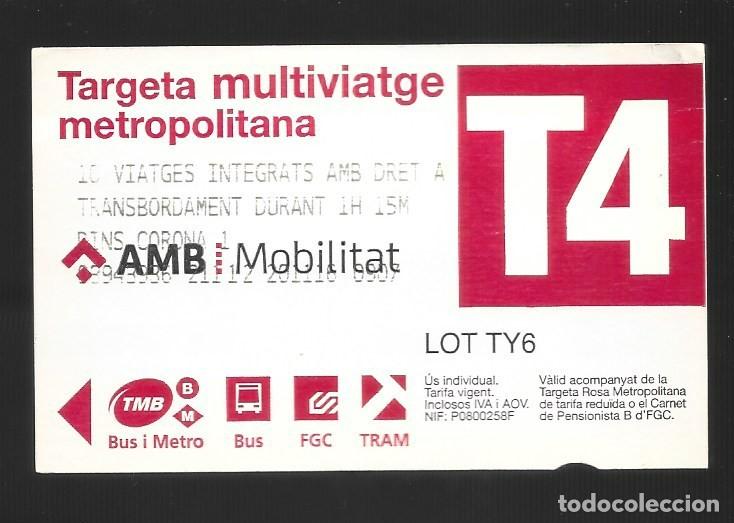 Targeta multiviatge
metropolitana
T4
10 VIATGES INTEGRATS AMB DRET A
TRANSBORDAMENT DURANT 1H 15M
DINS CORONA 1
AMB Mobilitat
LOT TY6
TMB
B
M
Bus i Metro
Bus
FGC
TRAM
Ús individual.
Tarifa vigent.
Inclosos IVA i AOV.
NIF: P0800258F
Vàlid acompanyat de la
Targeta Rosa Metropolitana
de tarifa reduïda o el Carnet
de Pensionista B d'FGC.
todocoleccion